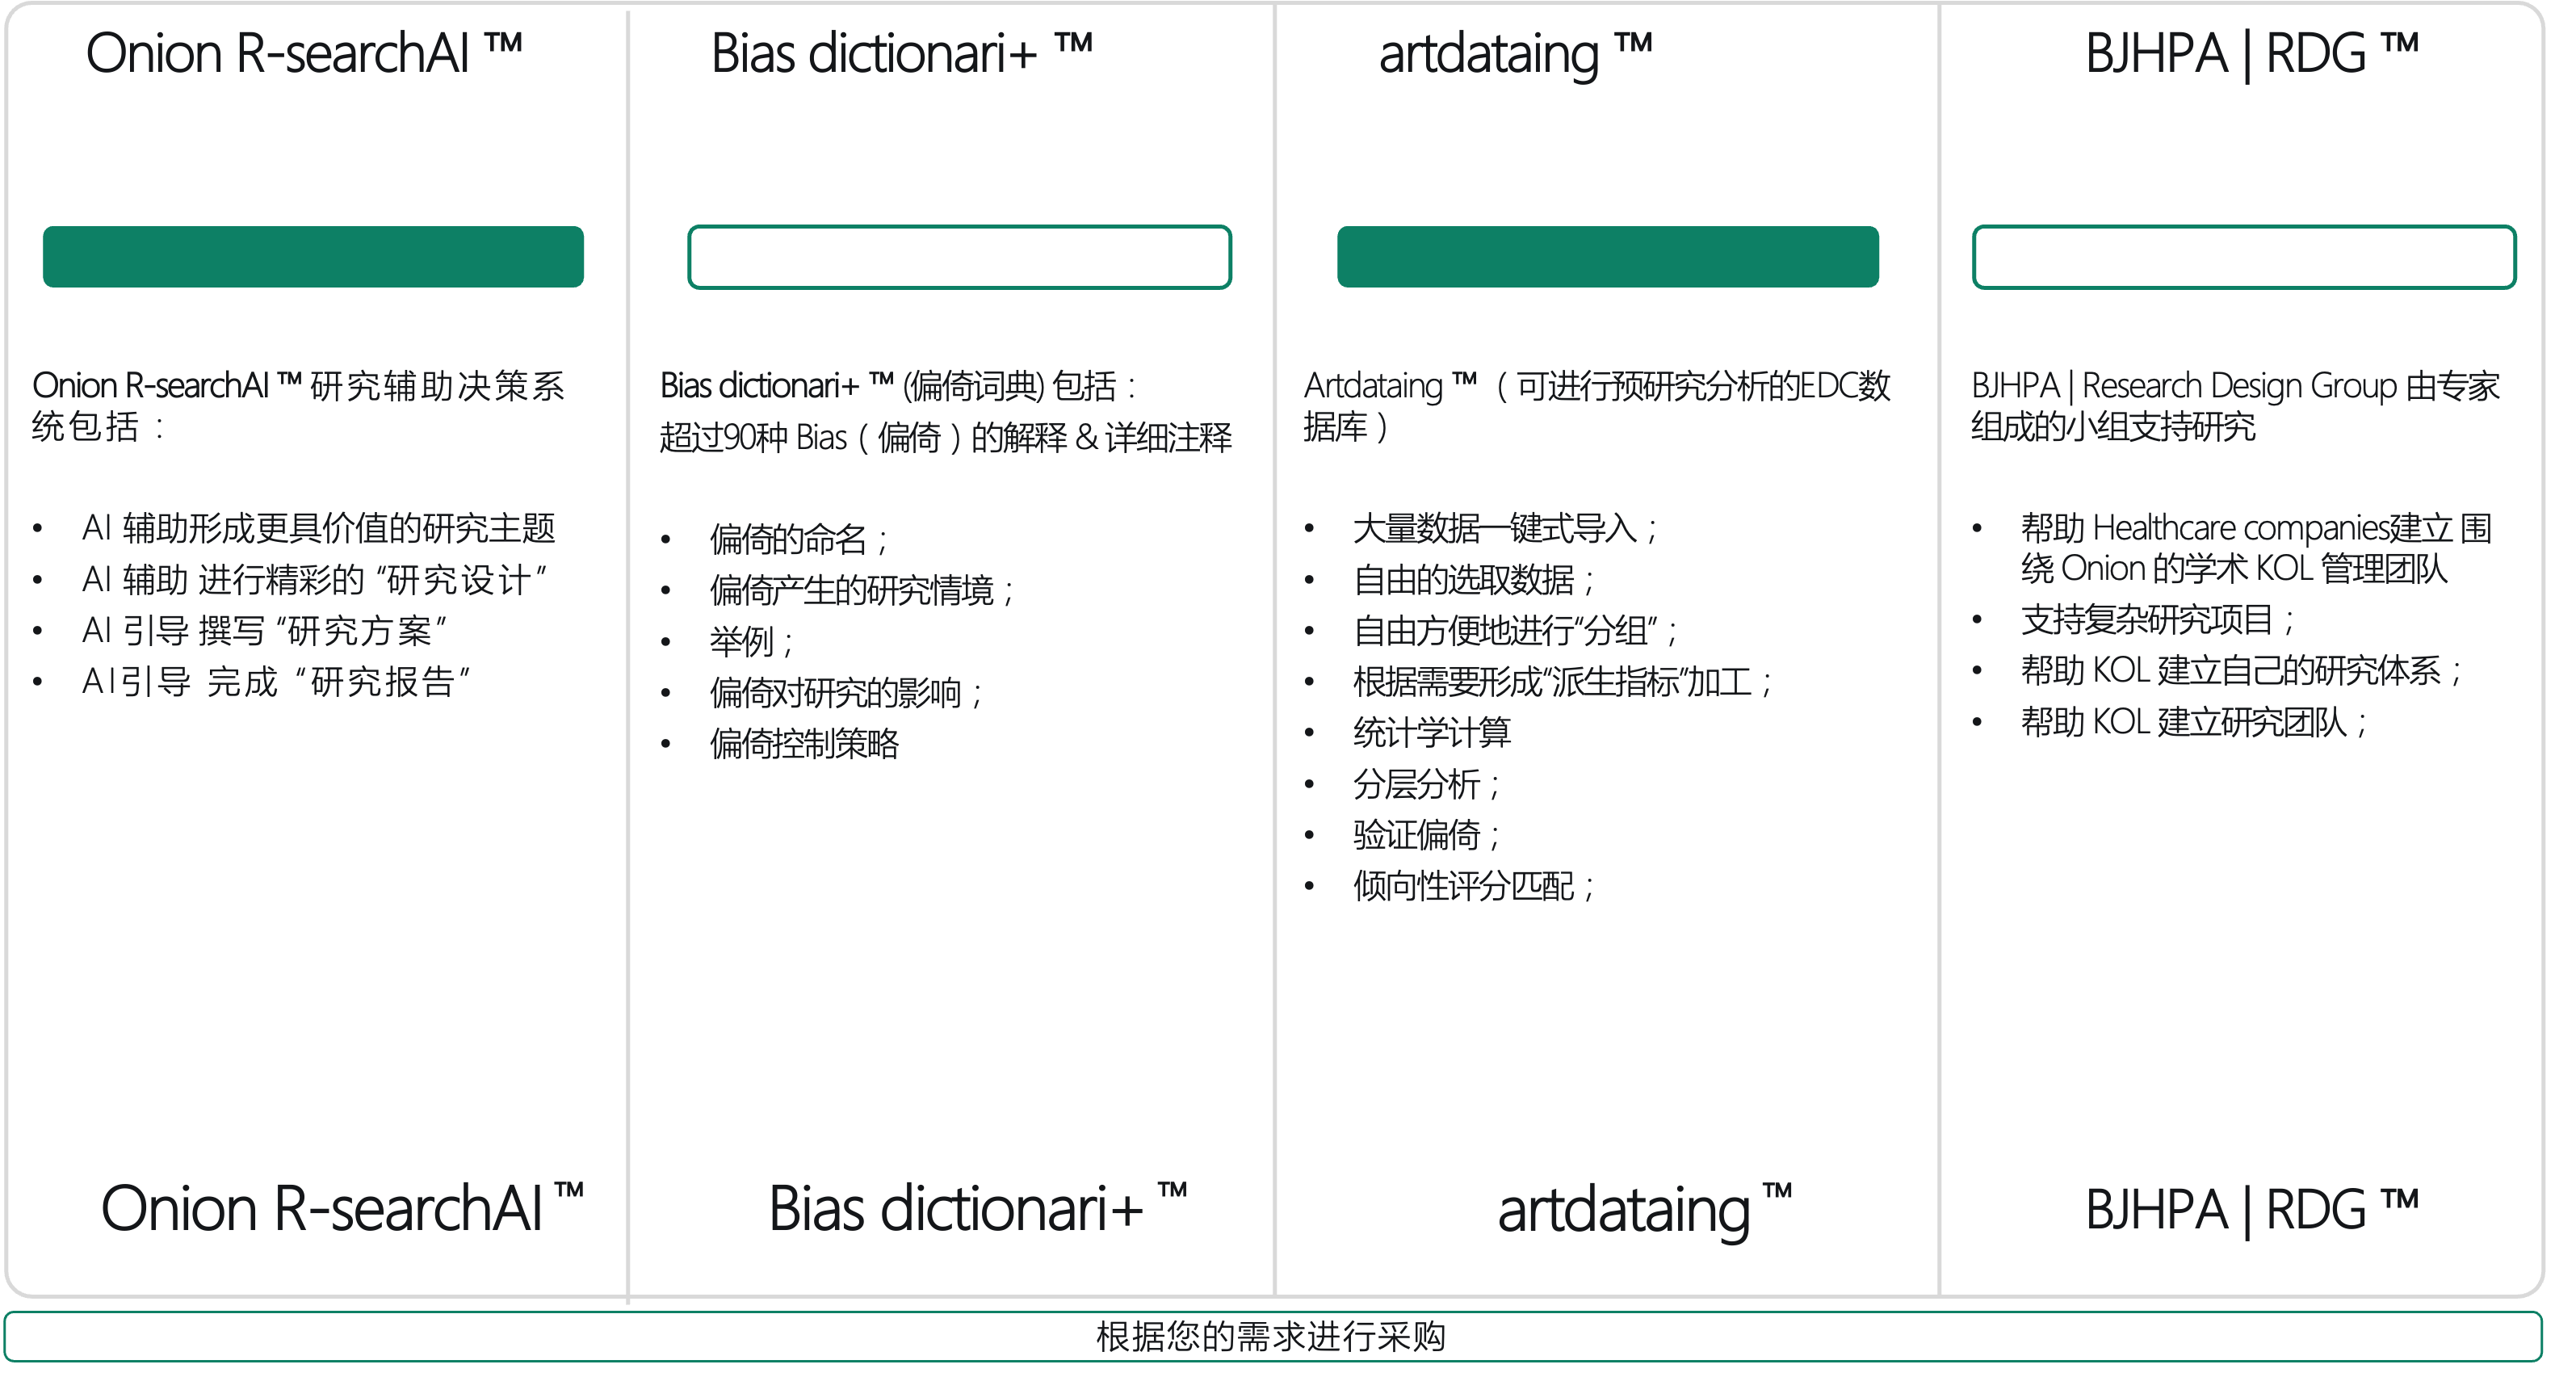 Onion R-searchAI ™
Bias dictionari+ ™
artdataing ™
BJHPA | RDG ™
Onion R-searchAI ™ 研究辅助决策系
统包括：
• AI 辅助形成更具价值的研究主题
• AI 辅助 进行精彩的 “研究设计”
• AI 引导 撰写 “研究方案”
• AI引导 完成 “研究报告”
Bias dictionari+ ™ (偏倚词典) 包括：
超过90种 Bias（偏倚）的解释 & 详细注释
• 偏倚的命名；
• 偏倚产生的研究情境；
• 举例；
• 偏倚对研究的影响；
• 偏倚控制策略
Artdataing ™ （可进行预研究分析的EDC数
据库）
• 大量数据一键式导入；
• 自由的选取数据；
• 自由方便地进行“分组”；
• 根据需要形成“派生指标”加工；
• 统计学计算
• 分层分析；
• 验证偏倚；
• 倾向性评分匹配；
BJHPA | Research Design Group 由专家
组成的小组支持研究
• 帮助 Healthcare companies建立 围
绕 Onion 的学术 KOL 管理团队
• 支持复杂研究项目；
• 帮助 KOL 建立自己的研究体系；
• 帮助 KOL 建立研究团队；
Onion R-searchAI ™
Bias dictionari+ ™
artdataing ™
BJHPA | RDG ™
根据您的需求进行采购